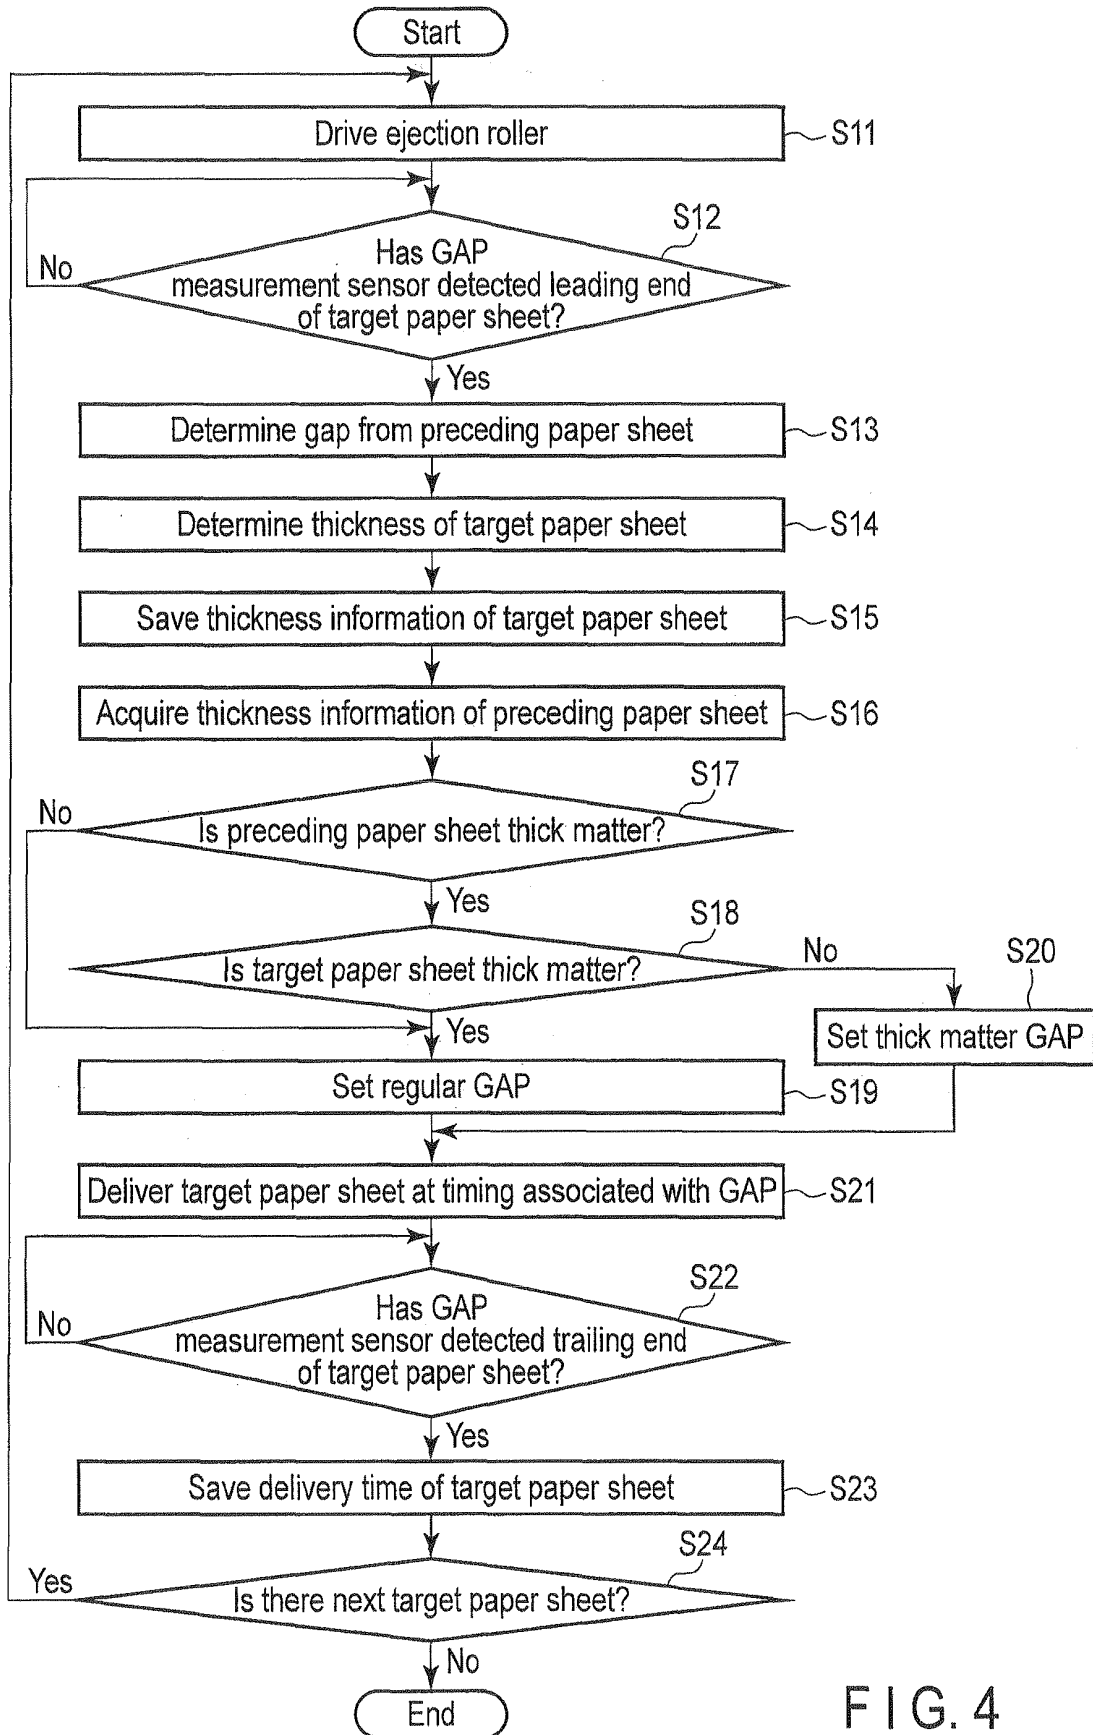 Start
Drive ejection roller
S11
S12
Has GAP
measurement sensor detected leading end
of target paper sheet?
No
Yes
Determine gap from preceding paper sheet
S13
Determine thickness of target paper sheet
S14
Save thickness information of target paper sheet
S15
Acquire thickness information of preceding paper sheet
S16
S17
No
Is preceding paper sheet thick matter?
Yes
S18
Is target paper sheet thick matter?
No
S20
Yes
Set thick matter GAP
Set regular GAP
S19
Deliver target paper sheet at timing associated with GAP
S21
S22
Has GAP
measurement sensor detected trailing end
of target paper sheet?
No
Yes
Save delivery time of target paper sheet
S23
S24
Yes
Is there next target paper sheet?
No
End
FIG. 4